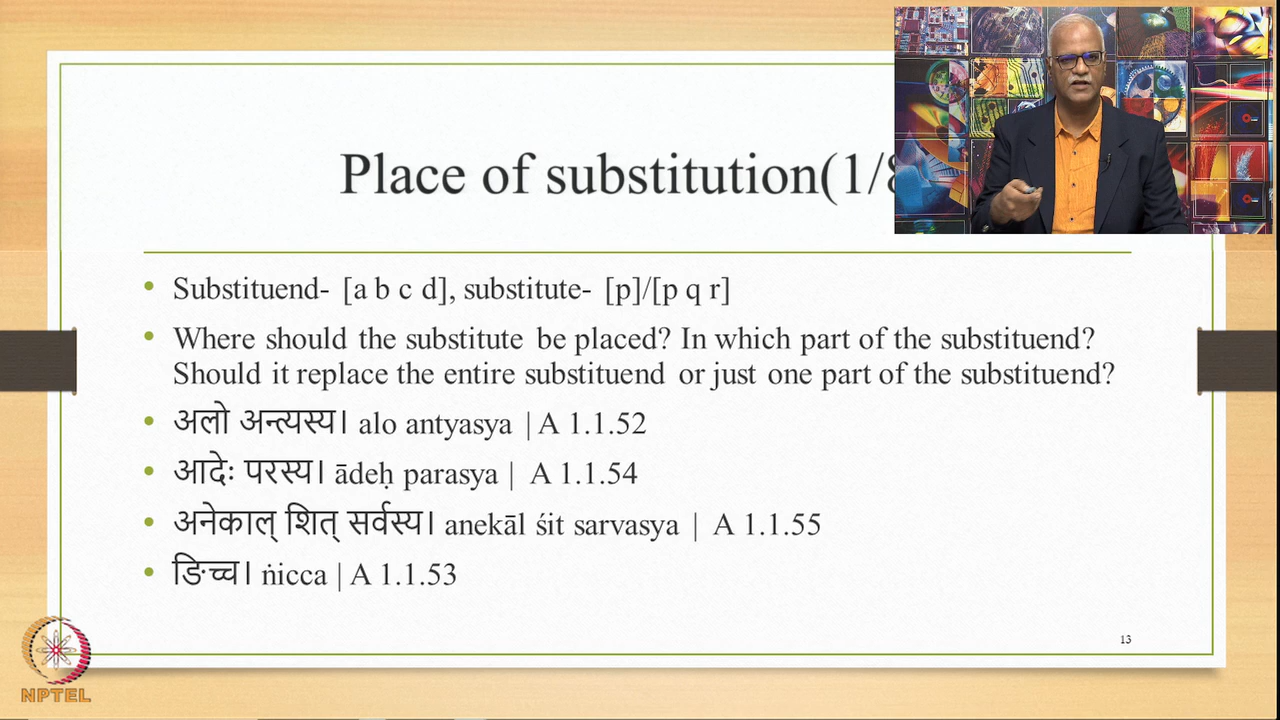 Place of substitution(1/8
• Substituend- [a b c d], substitute- [p]/[p q r]
• Where should the substitute be placed? In which part of the substituend?
Should it replace the entire substituend or just one part of the substituend?
• अलो अन्त्यस्य। alo antyasya | A 1.1.52
• आदेः परस्य। ādeḥ parasya | A 1.1.54
• अनेकाल् शित् सर्वस्य। anekāl śit sarvasya | A 1.1.55
• ङिच्च। ṅicca | A 1.1.53
13
NPTEL